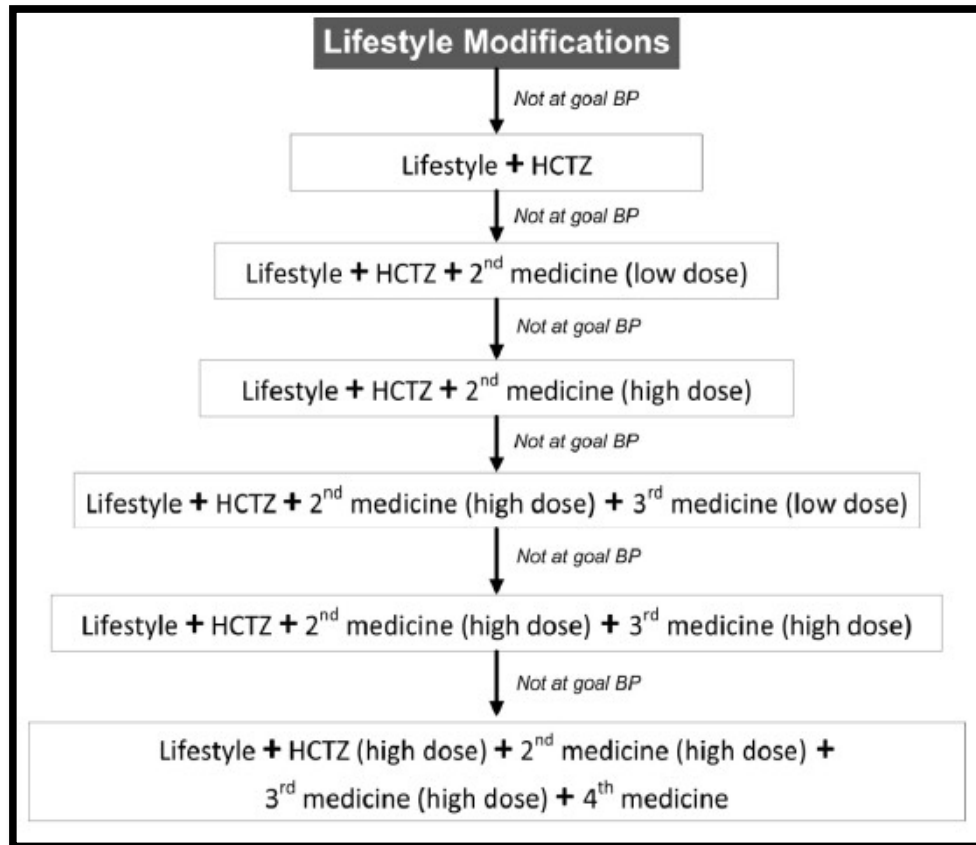 Lifestyle Modifications
Not at goal BP
Lifestyle + HCTZ
Not at goal BP
Lifestyle + HCTZ + 2nd medicine (low dose)
Not at goal BP
Lifestyle + HCTZ + 2nd medicine (high dose)
Not at goal BP
Lifestyle + HCTZ + 2nd medicine (high dose) + 3rd medicine (low dose)
Not at goal BP
Lifestyle + HCTZ + 2nd medicine (high dose) + 3rd medicine (high dose)
Not at goal BP
Lifestyle + HCTZ (high dose) + 2nd medicine (high dose) +
3rd medicine (high dose) + 4th medicine